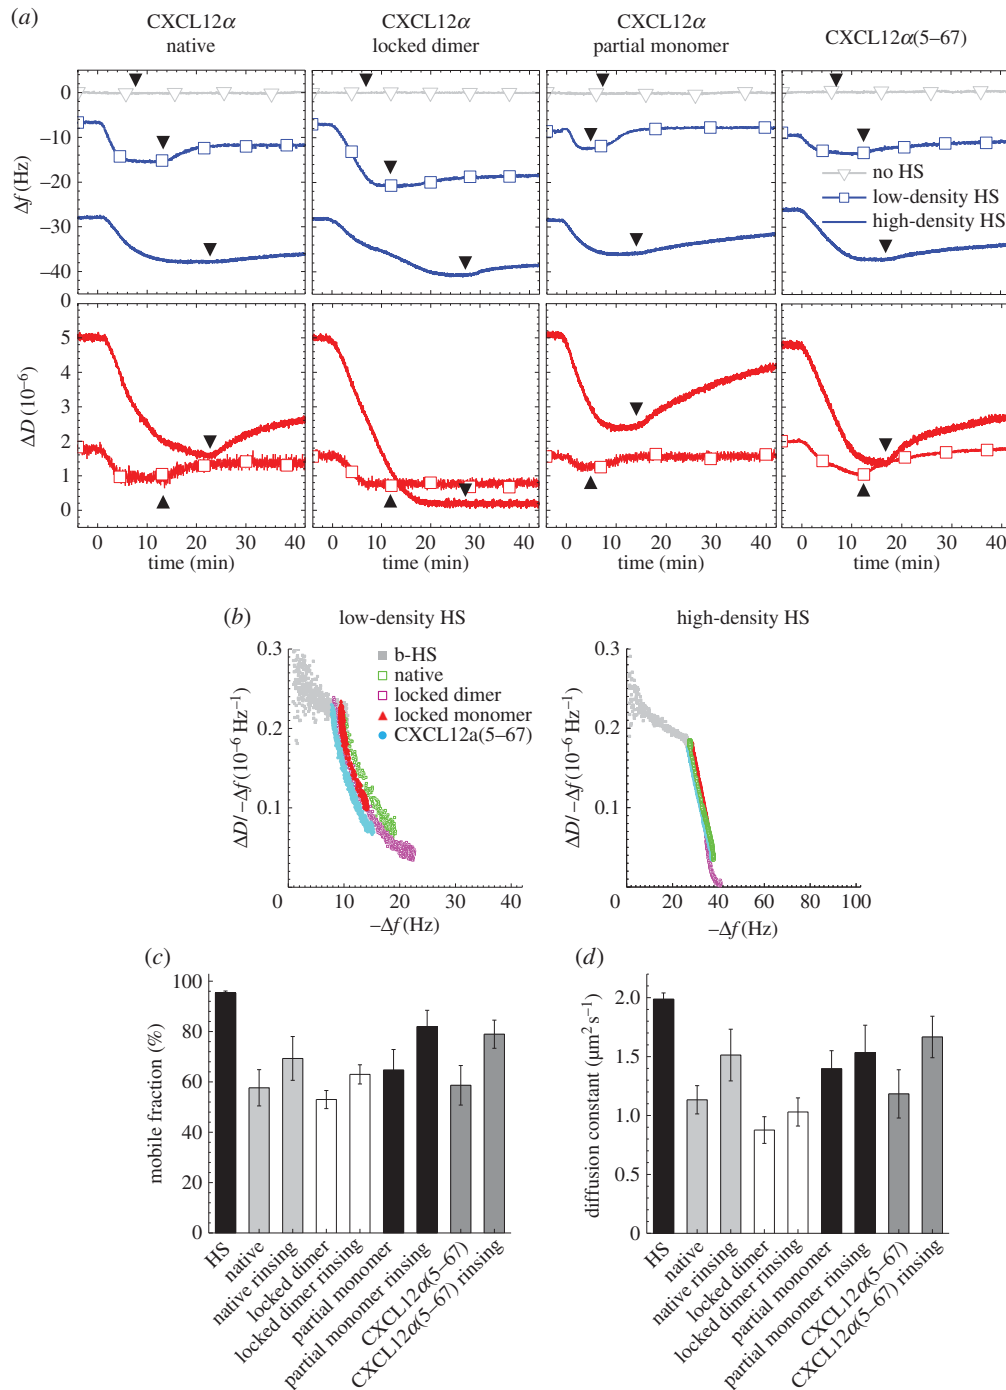 (a)
CXCL12α
native
CXCL12α
locked dimer
CXCL12α
partial monomer
CXCL12α(5–67)
Δf (Hz)
0
–10
–20
–30
–40
no HS
low-density HS
high-density HS
ΔD (10–6)
0
5
4
3
2
1
0
0 10 20 30 40
time (min)
0 10 20 30 40
time (min)
0 10 20 30 40
time (min)
0 10 20 30 40
time (min)
(b)
low-density HS
high-density HS
ΔD/–Δf (10–6 Hz–1)
0.3
0.2
0.1
0
10 20 30 40
–Δf (Hz)
b-HS
native
locked dimer
locked monomer
CXCL12a(5–67)
ΔD/–Δf (10–6 Hz–1)
0.3
0.2
0.1
0
20 40 60 80 100
–Δf (Hz)
(c)
mobile fraction (%)
100
80
60
40
60
0
HS
native
native rinsing
locked dimer
locked dimer rinsing
partial monomer
partial monomer rinsing
CXCL12α(5–67)
CXCL12α(5–67) rinsing
(d)
diffusion constant (µm2 s–1)
2.0
1.5
1.0
0.5
0
HS
native
native rinsing
locked dimer
locked dimer rinsing
partial monomer
partial monomer rinsing
CXCL12α(5–67)
CXCL12α(5–67) rinsing